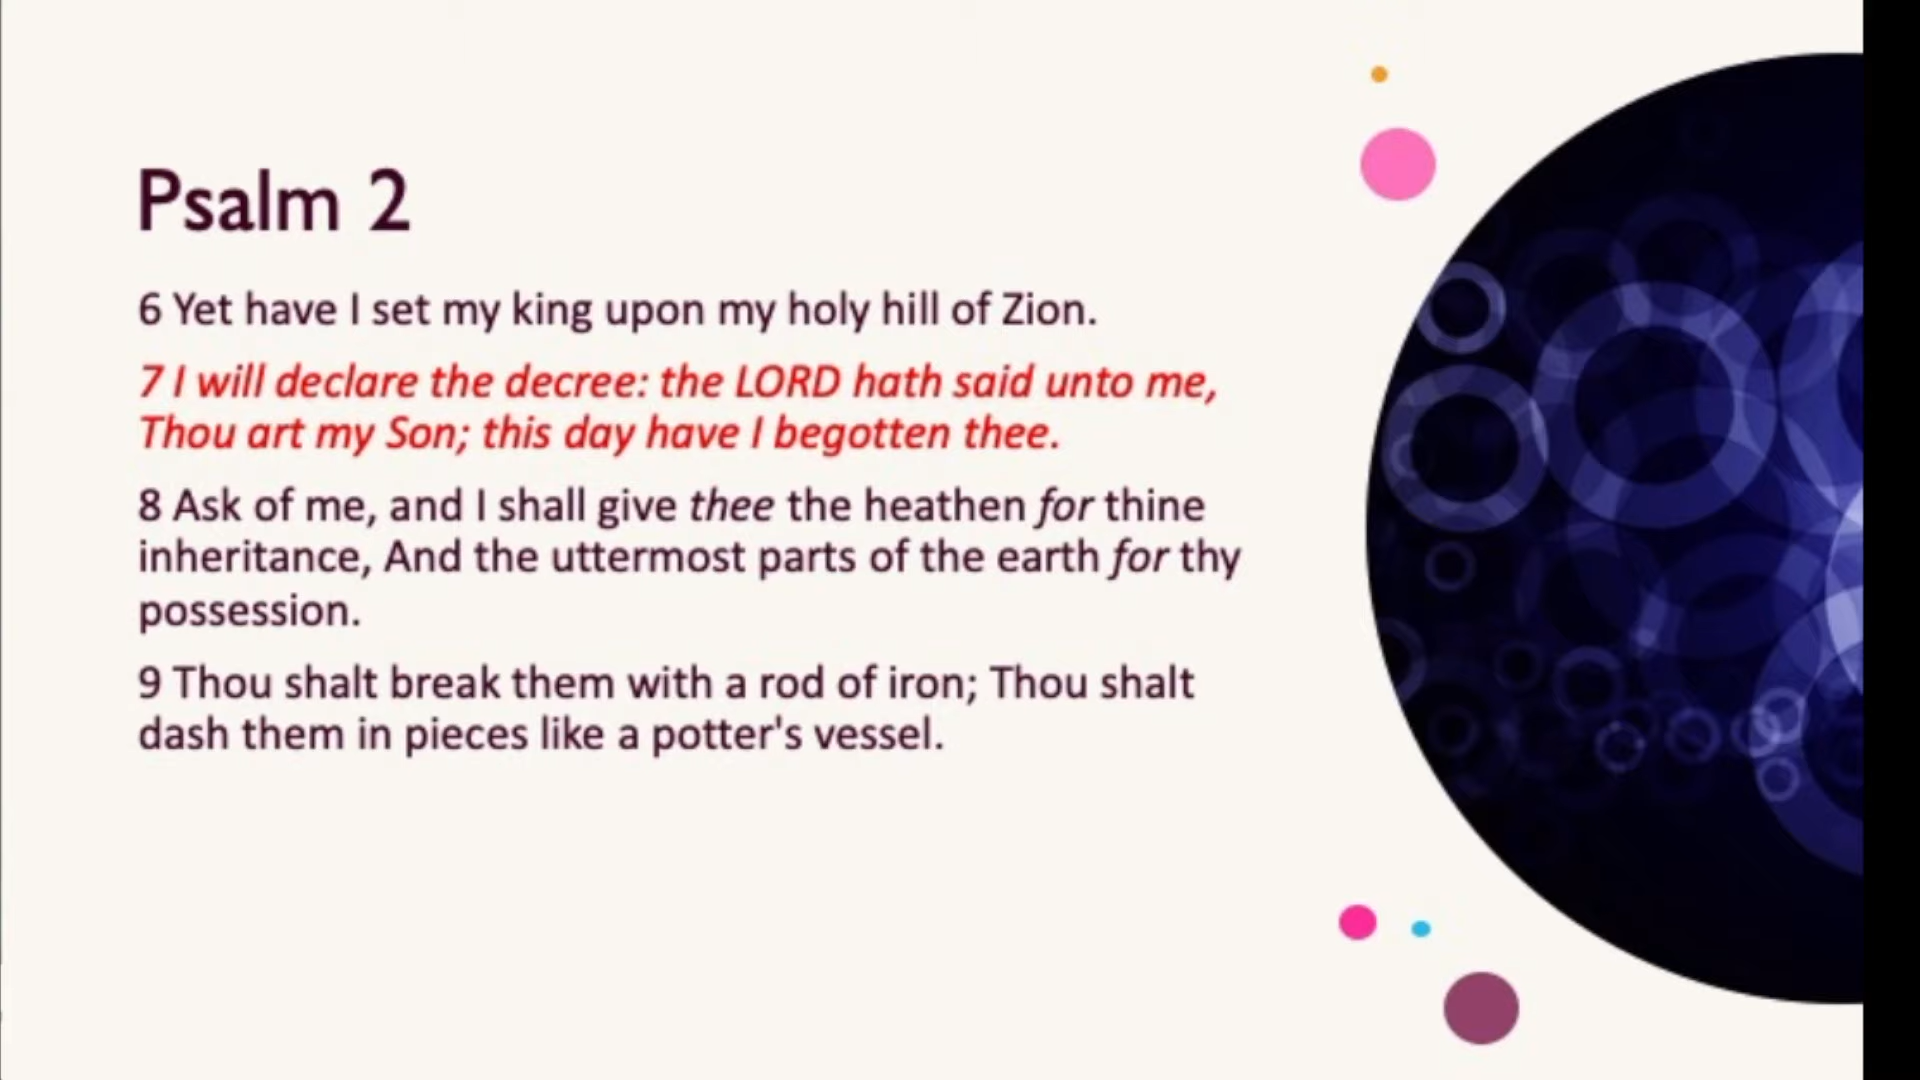 Psalm 2
6 Yet have I set my king upon my holy hill of Zion.
7 I will declare the decree: the LORD hath said unto me,
Thou art my Son; this day have I begotten thee.
8 Ask of me, and I shall give thee the heathen for thine
inheritance, And the uttermost parts of the earth for thy
possession.
9 Thou shalt break them with a rod of iron; Thou shalt
dash them in pieces like a potter's vessel.